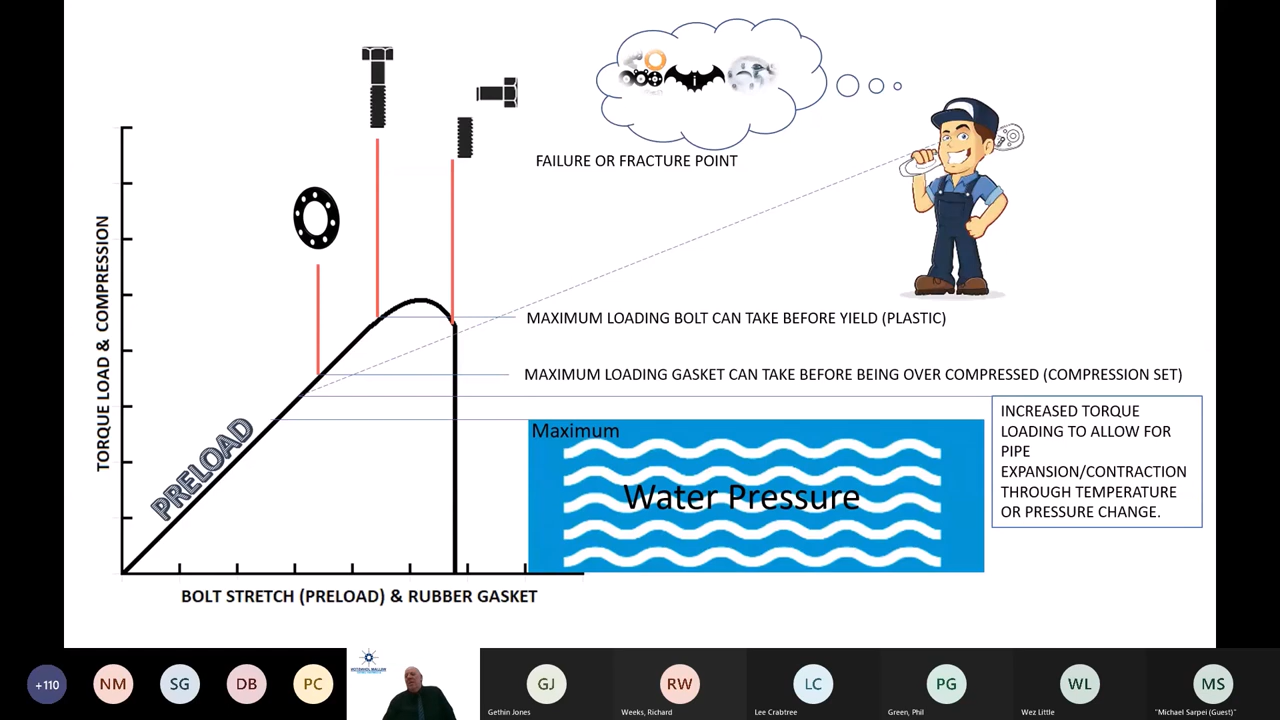 FAILURE OR FRACTURE POINT
TORQUE LOAD & COMPRESSION
MAXIMUM LOADING BOLT CAN TAKE BEFORE YIELD (PLASTIC)
MAXIMUM LOADING GASKET CAN TAKE BEFORE BEING OVER COMPRESSED (COMPRESSION SET)
PRELOAD
Maximum
Water Pressure
INCREASED TORQUE
LOADING TO ALLOW FOR
PIPE
EXPANSION/CONTRACTION
THROUGH TEMPERATURE
OR PRESSURE CHANGE.
BOLT STRETCH (PRELOAD) & RUBBER GASKET
+110
NM
SG
DB
PC
GJ
Gethin Jones
RW
Weeks, Richard
LC
Lee Crabtree
PG
Green, Phil
WL
Wez Little
MS
"Michael Sarpei (Guest)"